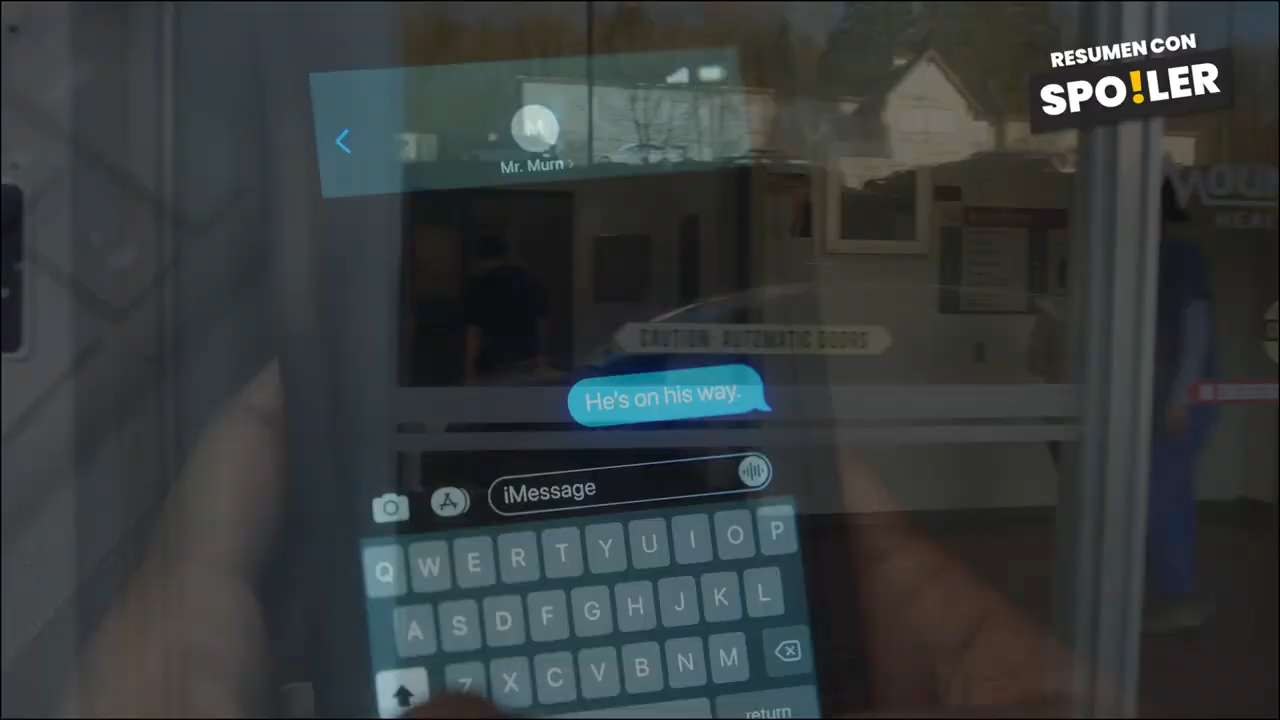 RESUMEN CON
SPO!LER
M
Mr. Murn ›
CAUTION: AUTOMATIC DOORS
He's on his way.
iMessage
Q W E R T Y U I O P
A S D F G H J K L
Z X C V B N M
return